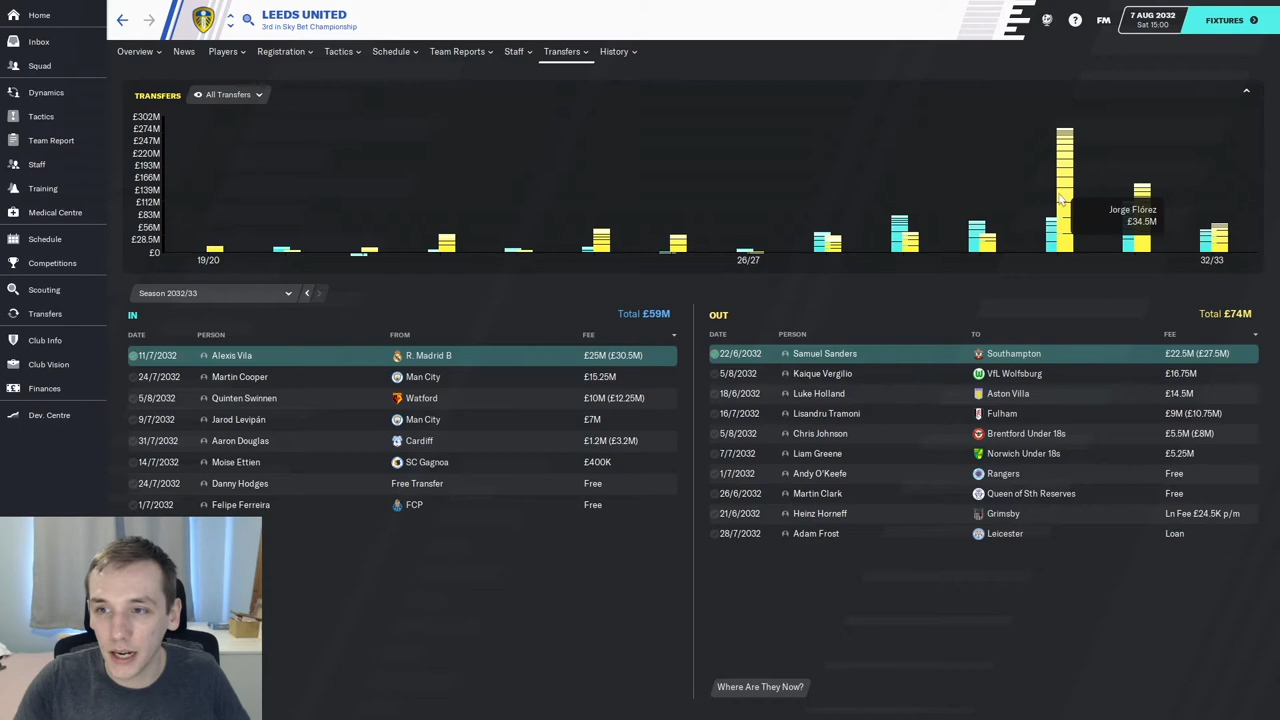 Home
Inbox
Squad
Dynamics
Tactics
Team Report
Staff
Training
Medical Centre
Schedule
Competitions
Scouting
Transfers
Club Info
Club Vision
Finances
Dev. Centre
LEEDS UNITED
3rd in Sky Bet Championship
FM
7 AUG 2032
Sat 15:00
FIXTURES
Overview News Players Registration Tactics Schedule Team Reports Staff Transfers History
TRANSFERS All Transfers
£302M
£274M
£247M
£220M
£193M
£166M
£139M
£112M
£83M
£56M
£28.5M
£0
Jorge Flórez
£34.5M
19/20 26/27 32/33
Season 2032/33
IN Total £59M
DATE PERSON FROM FEE
11/7/2032 Alexis Vila R. Madrid B £25M (£30.5M)
24/7/2032 Martin Cooper Man City £15.25M
5/8/2032 Quinten Swinnen Watford £10M (£12.25M)
9/7/2032 Jarod Levipán Man City £7M
31/7/2032 Aaron Douglas Cardiff £1.2M (£3.2M)
14/7/2032 Moise Ettien SC Gagnoa £400K
24/7/2032 Danny Hodges Free Transfer Free
1/7/2032 Felipe Ferreira FCP Free
OUT Total £74M
DATE PERSON TO FEE
22/6/2032 Samuel Sanders Southampton £22.5M (£27.5M)
5/8/2032 Kaique Vergilio VfL Wolfsburg £16.75M
18/6/2032 Luke Holland Aston Villa £14.5M
16/7/2032 Lisandru Tramoni Fulham £9M (£10.75M)
5/8/2032 Chris Johnson Brentford Under 18s £5.5M (£8M)
7/7/2032 Liam Greene Norwich Under 18s £5.25M
1/7/2032 Andy O'Keefe Rangers Free
26/6/2032 Martin Clark Queen of Sth Reserves Free
21/6/2032 Heinz Horneff Grimsby Ln Fee £24.5K p/m
28/7/2032 Adam Frost Leicester Loan
Where Are They Now?